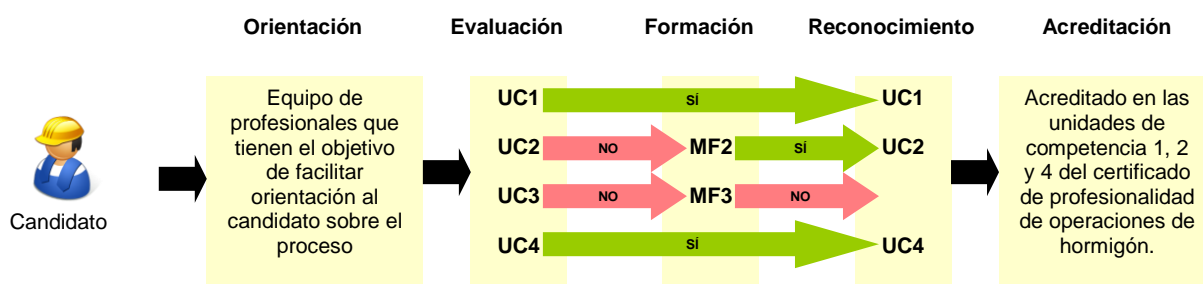 Orientación Evaluación Formación Reconocimiento Acreditación
Candidato
Equipo de
profesionales que
tienen el objetivo
de facilitar
orientación al
candidato sobre el
proceso
UC1 SÍ UC1
UC2 NO MF2 SÍ UC2
UC3 NO MF3 NO
UC4 SÍ UC4
Acreditado en las
unidades de
competencia 1, 2
y 4 del certificado
de profesionalidad
de operaciones de
hormigón.